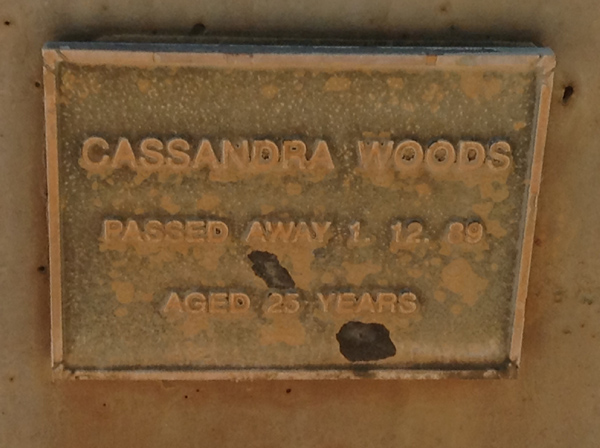 CASSANDRA WOODS
PASSED AWAY 1. 12. 89
AGED 25 YEARS